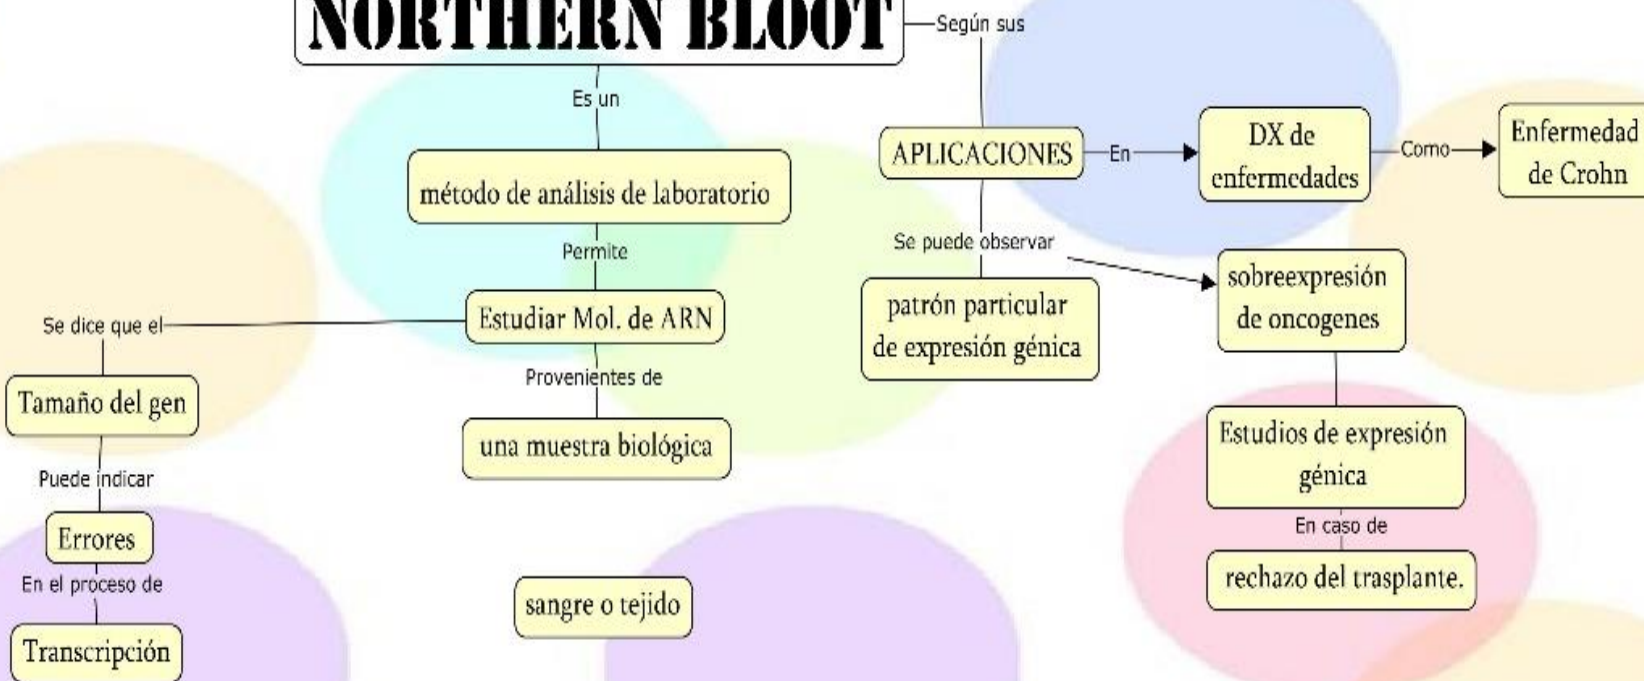 NORTHERN BLOOT
Según sus
Es un
método de análisis de laboratorio
Permite
Estudiar Mol. de ARN
Provenientes de
una muestra biológica
sangre o tejido
Se dice que el
Tamaño del gen
Puede indicar
Errores
En el proceso de
Transcripción
APLICACIONES
En
DX de
enfermedades
Como
Enfermedad
de Crohn
Se puede observar
patrón particular
de expresión génica
sobreexpresión
de oncogenes
Estudios de expresión
génica
En caso de
rechazo del trasplante.